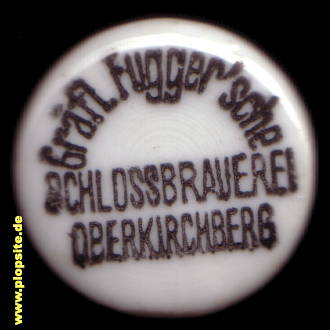 Gräfl. Fugger'sche
SCHLOSSBRAUEREI
OBERKIRCHBERG
www.plopsite.de